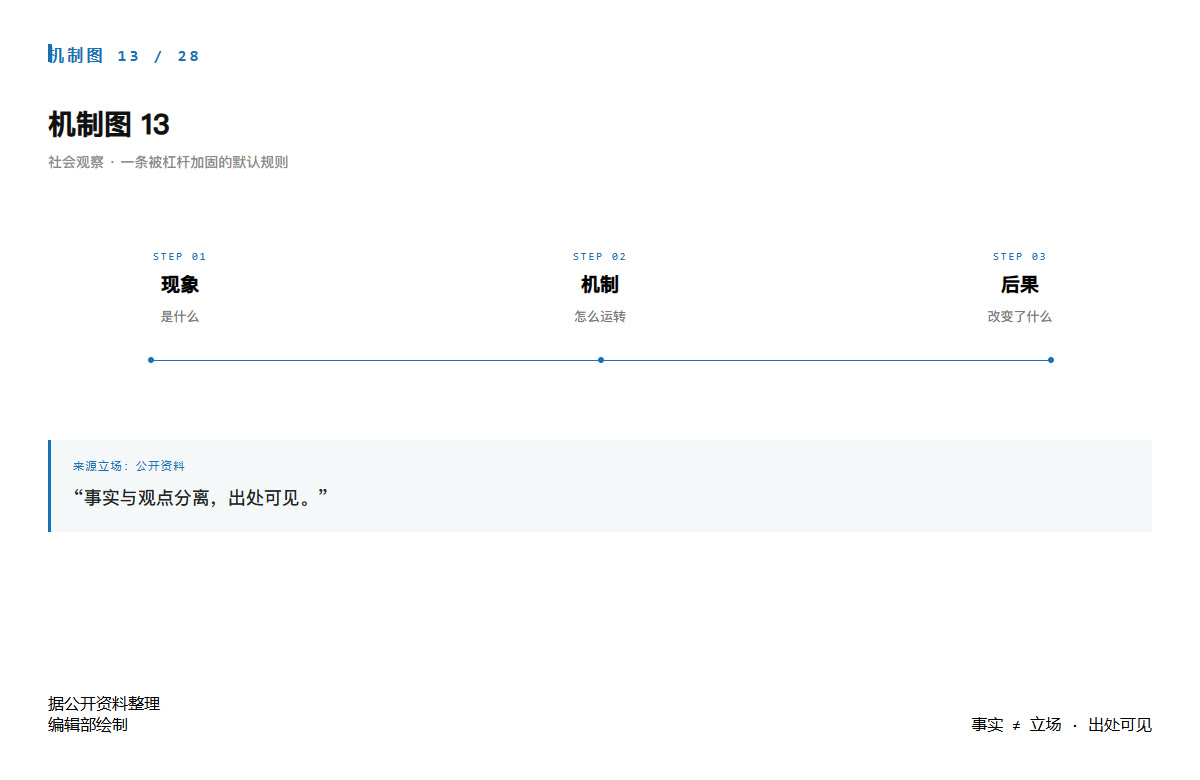 机制图 13 / 28
机制图 13
社会观察 · 一条被杠杆加固的默认规则
STEP 01
现象
是什么
STEP 02
机制
怎么运转
STEP 03
后果
改变了什么
来源立场：公开资料
“事实与观点分离，出处可见。”
据公开资料整理
编辑部绘制
事实 ≠ 立场 · 出处可见